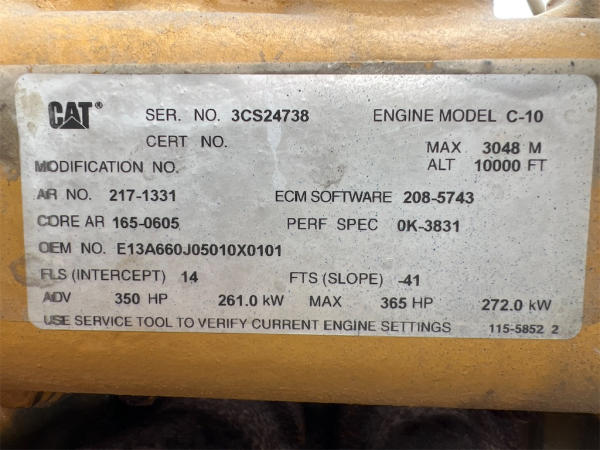 CAT® SER. NO. 3CS24738 ENGINE MODEL C-10
CERT NO. MAX 3048 M
MODIFICATION NO. ALT 10000 FT
AR NO. 217-1331 ECM SOFTWARE 208-5743
CORE AR 165-0605 PERF SPEC 0K-3831
OEM NO. E13A660J05010X0101
FLS (INTERCEPT) 14 FTS (SLOPE) -41
ADV 350 HP 261.0 kW MAX 365 HP 272.0 kW
USE SERVICE TOOL TO VERIFY CURRENT ENGINE SETTINGS 115-5852 2